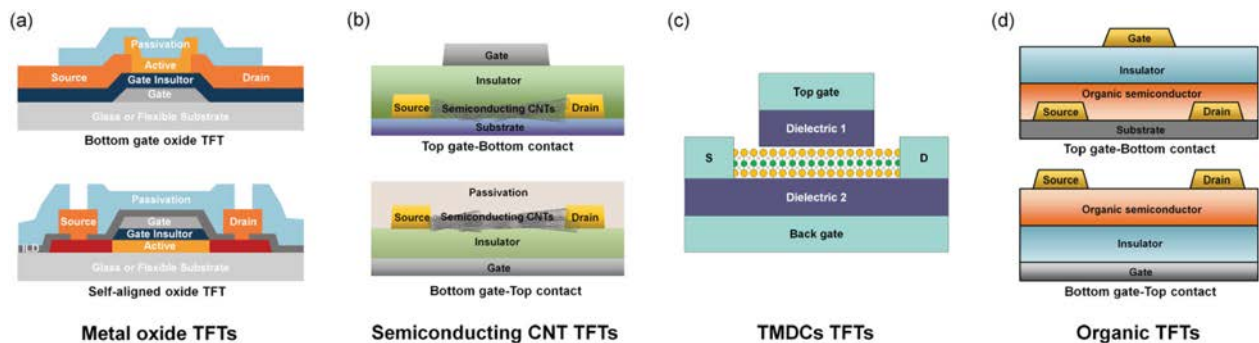 (a)
Passivation
Active
Source
Gate Insultor
Drain
Gate
Glass or Flexible Substrate
Bottom gate oxide TFT
Passivation
Source
Gate
Drain
Gate Insultor
ILD
Active
Glass or Flexible Substrate
Self-aligned oxide TFT
Metal oxide TFTs
(b)
Gate
Insulator
Source
Semiconducting CNTs
Drain
Substrate
Top gate-Bottom contact
Passivation
Source
Semiconducting CNTs
Drain
Insulator
Gate
Bottom gate-Top contact
Semiconducting CNT TFTs
(c)
Top gate
Dielectric 1
S
D
Dielectric 2
Back gate
TMDCs TFTs
(d)
Gate
Insulator
Organic semiconductor
Source
Drain
Substrate
Top gate-Bottom contact
Source
Drain
Organic semiconductor
Insulator
Gate
Bottom gate-Top contact
Organic TFTs